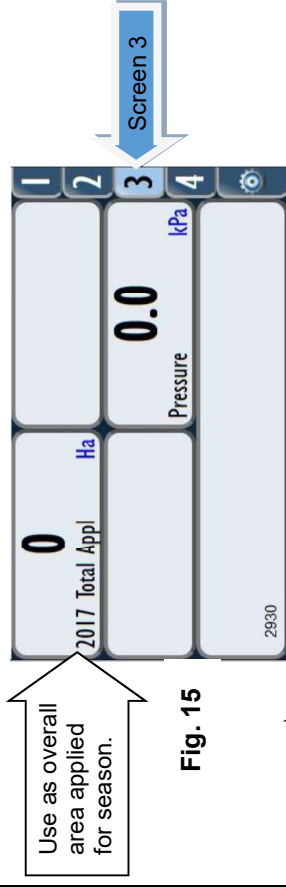 Use as overall
area applied
for season.
Fig. 15
0
2017 Total Appl Ha
0.0
Pressure kPa
2930
1
2
3
4
Screen 3